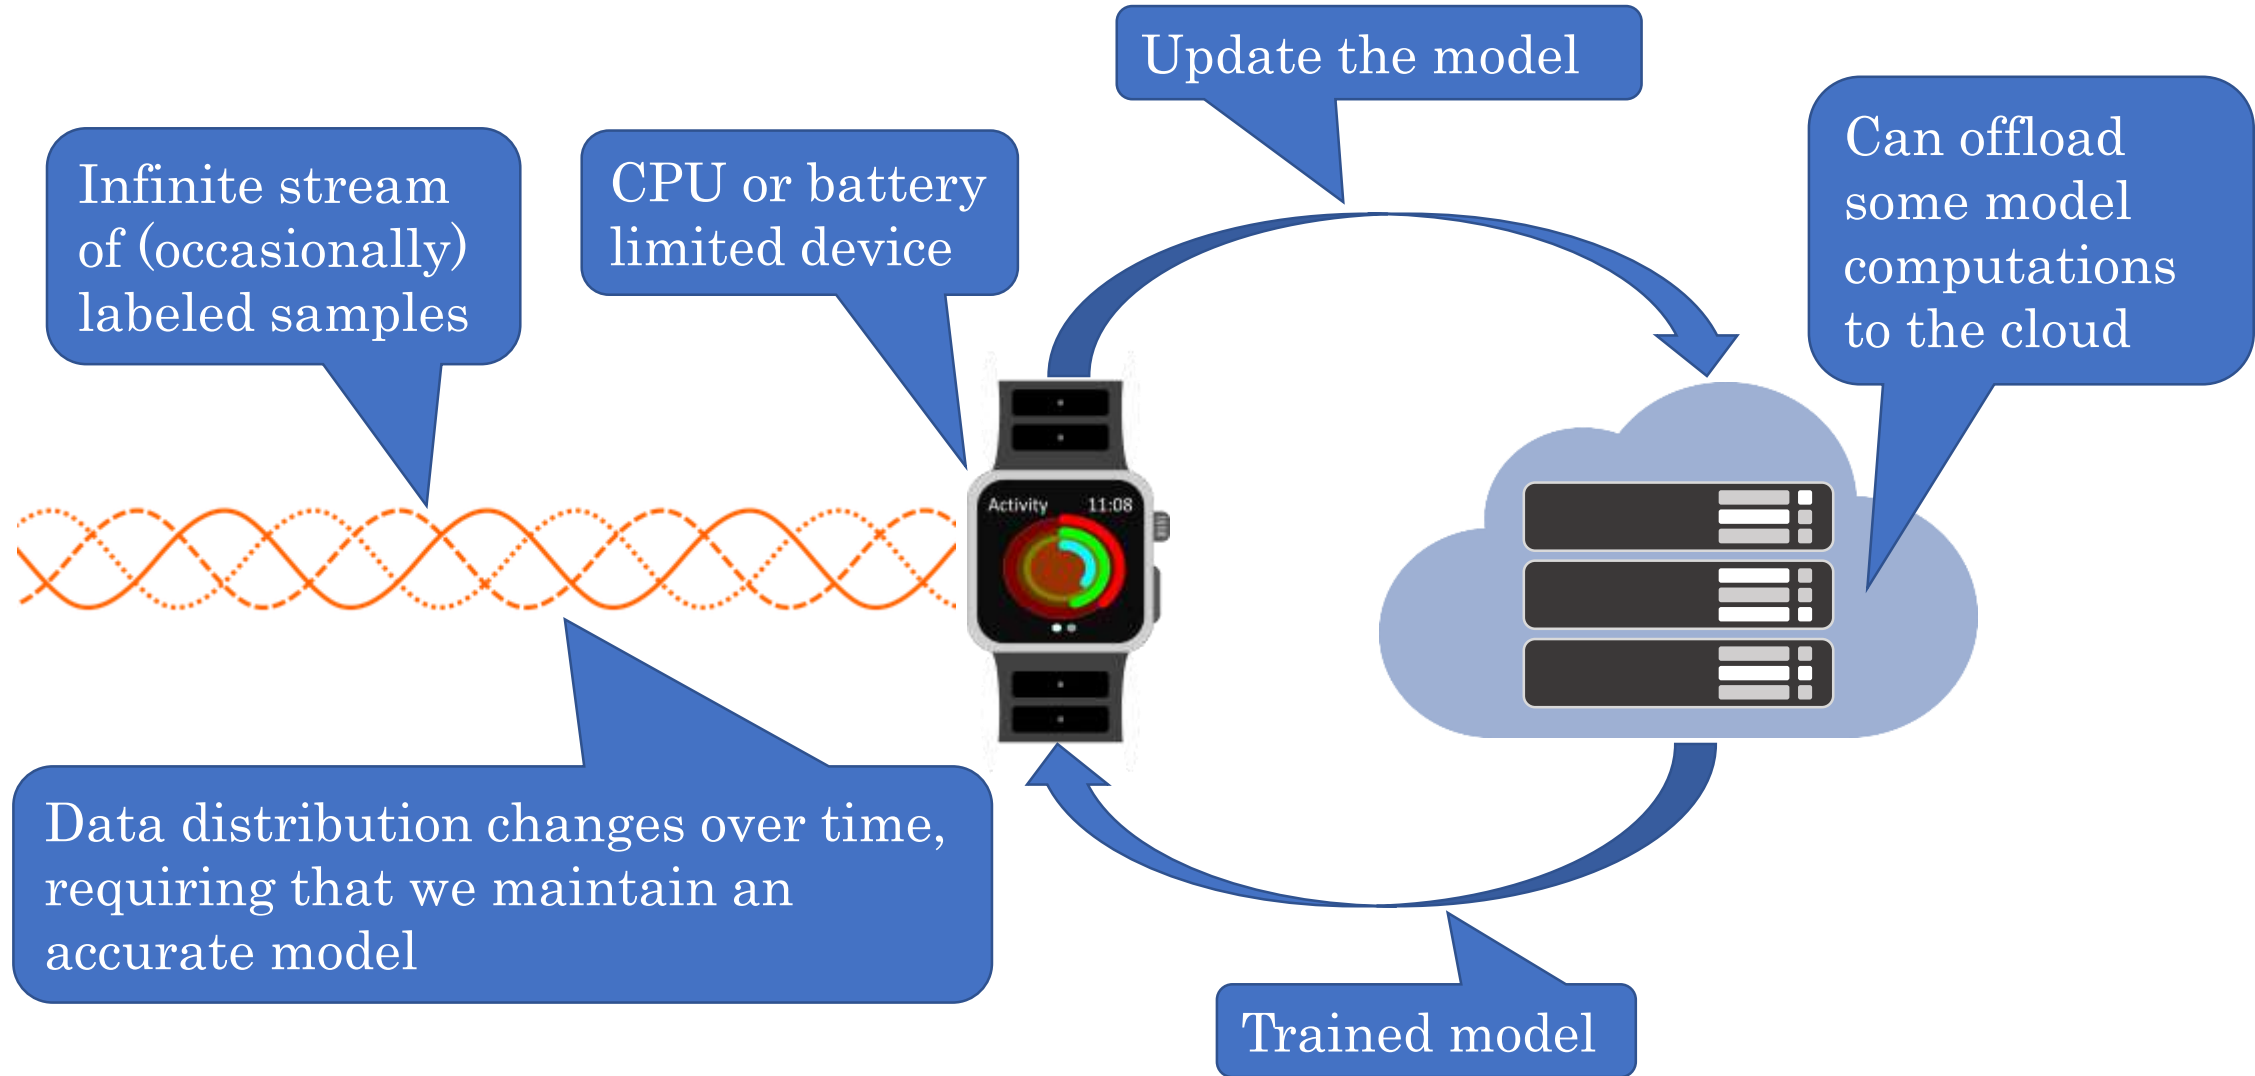 Update the model
Infinite stream
of (occasionally)
labeled samples
CPU or battery
limited device
Can offload
some model
computations
to the cloud
Activity 11:08
Data distribution changes over time,
requiring that we maintain an
accurate model
Trained model